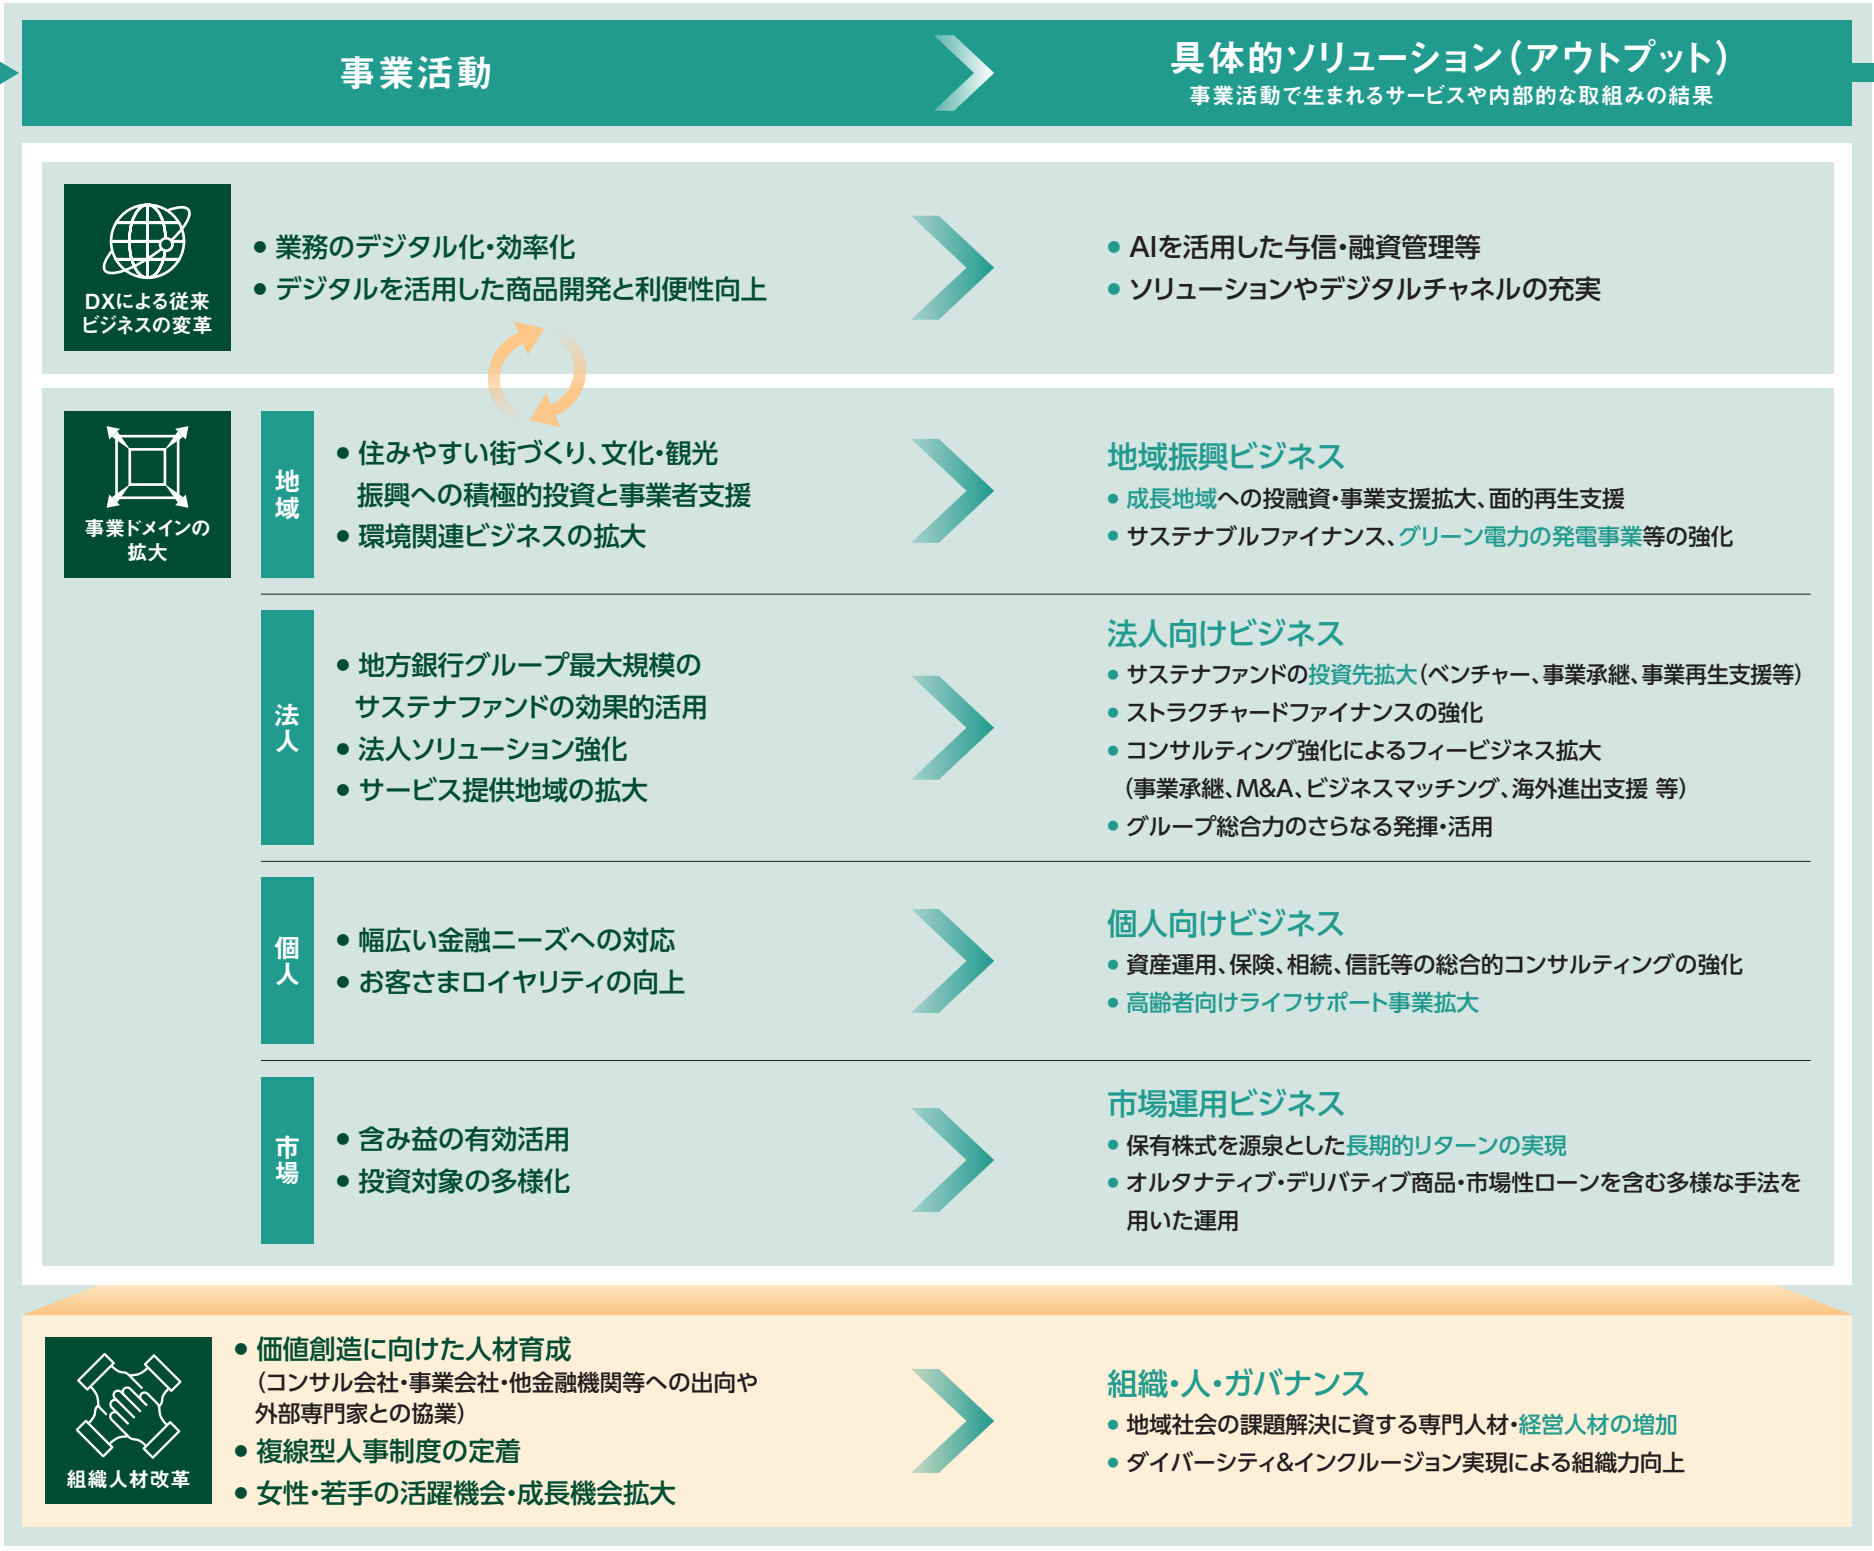 事業活動
具体的ソリューション（アウトプット）
事業活動で生まれるサービスや内部的な取組みの結果
DXによる従来
ビジネスの変革
● 業務のデジタル化・効率化
● デジタルを活用した商品開発と利便性向上
● AIを活用した与信・融資管理等
● ソリューションやデジタルチャネルの充実
事業ドメインの
拡大
地域
● 住みやすい街づくり、文化・観光
振興への積極的投資と事業者支援
● 環境関連ビジネスの拡大
地域振興ビジネス
● 成長地域への投融資・事業支援拡大、面的再生支援
● サステナブルファイナンス、グリーン電力の発電事業等の強化
法人
● 地方銀行グループ最大規模の
サステナファンドの効果的活用
● 法人ソリューション強化
● サービス提供地域の拡大
法人向けビジネス
● サステナファンドの投資先拡大（ベンチャー、事業承継、事業再生支援等）
● ストラクチャードファイナンスの強化
● コンサルティング強化によるフィービジネス拡大
（事業承継、M&A、ビジネスマッチング、海外進出支援 等）
● グループ総合力のさらなる発揮・活用
個人
● 幅広い金融ニーズへの対応
● お客さまロイヤリティの向上
個人向けビジネス
● 資産運用、保険、相続、信託等の総合的コンサルティングの強化
● 高齢者向けライフサポート事業拡大
市場
● 含み益の有効活用
● 投資対象の多様化
市場運用ビジネス
● 保有株式を源泉とした長期的リターンの実現
● オルタナティブ・デリバティブ商品・市場性ローンを含む多様な手法を
用いた運用
組織人材改革
● 価値創造に向けた人材育成
（コンサル会社・事業会社・他金融機関等への出向や
外部専門家との協業）
● 複線型人事制度の定着
● 女性・若手の活躍機会・成長機会拡大
組織・人・ガバナンス
● 地域社会の課題解決に資する専門人材・経営人材の増加
● ダイバーシティ&インクルージョン実現による組織力向上